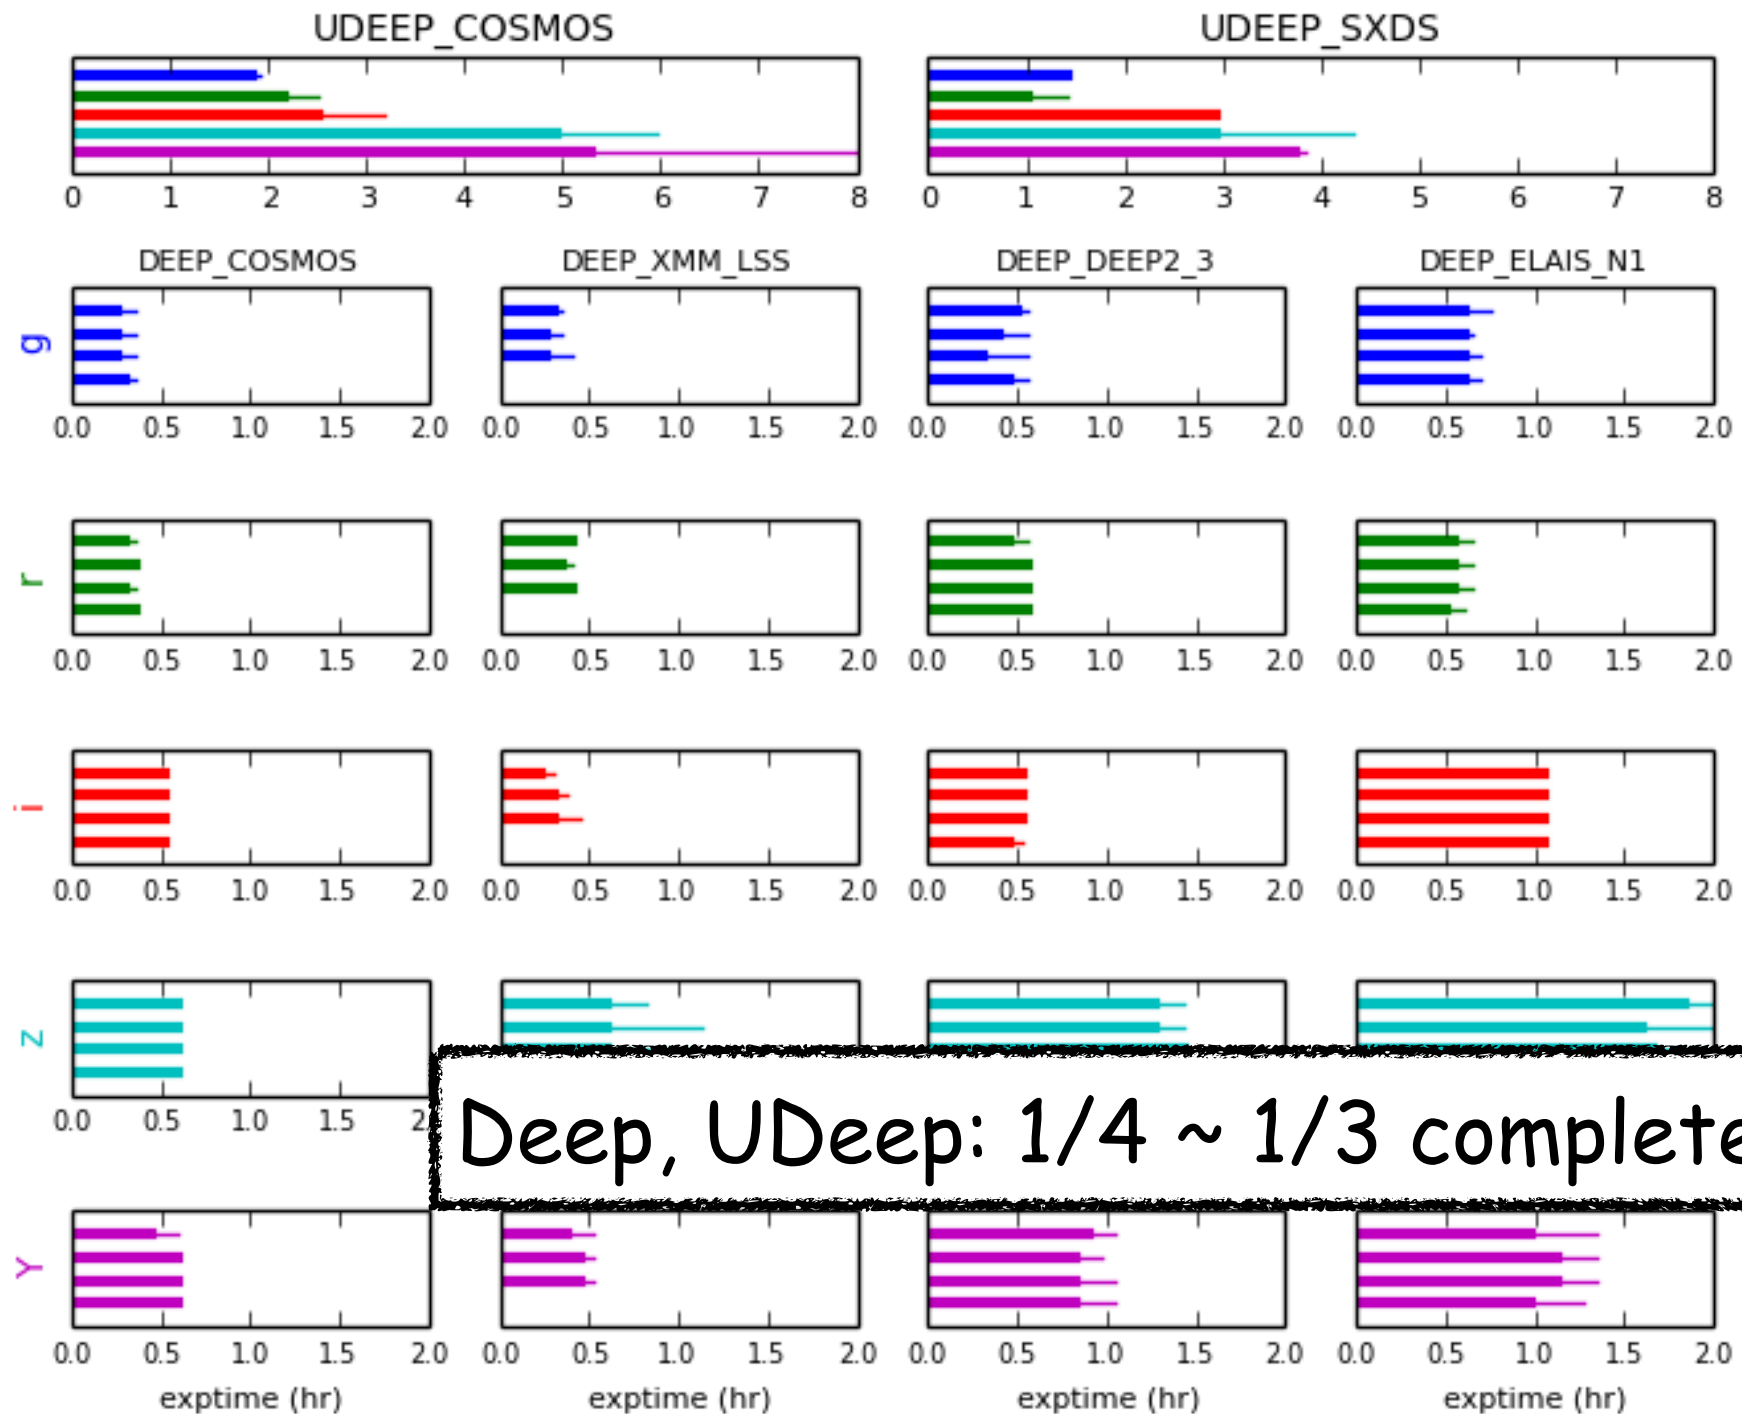 UDEEP_COSMOS UDEEP_SXDS
0 1 2 3 4 5 6 7 8 0 1 2 3 4 5 6 7 8
DEEP_COSMOS DEEP_XMM_LSS DEEP_DEEP2_3 DEEP_ELAIS_N1
g
0.0 0.5 1.0 1.5 2.0 0.0 0.5 1.0 1.5 2.0 0.0 0.5 1.0 1.5 2.0 0.0 0.5 1.0 1.5 2.0
r
0.0 0.5 1.0 1.5 2.0 0.0 0.5 1.0 1.5 2.0 0.0 0.5 1.0 1.5 2.0 0.0 0.5 1.0 1.5 2.0
i
0.0 0.5 1.0 1.5 2.0 0.0 0.5 1.0 1.5 2.0 0.0 0.5 1.0 1.5 2.0 0.0 0.5 1.0 1.5 2.0
z
0.0 0.5 1.0 1.5 2
Deep, UDeep: 1/4 ~ 1/3 complete
Y
0.0 0.5 1.0 1.5 2.0 0.0 0.5 1.0 1.5 2.0 0.0 0.5 1.0 1.5 2.0 0.0 0.5 1.0 1.5 2.0
exptime (hr) exptime (hr) exptime (hr) exptime (hr)